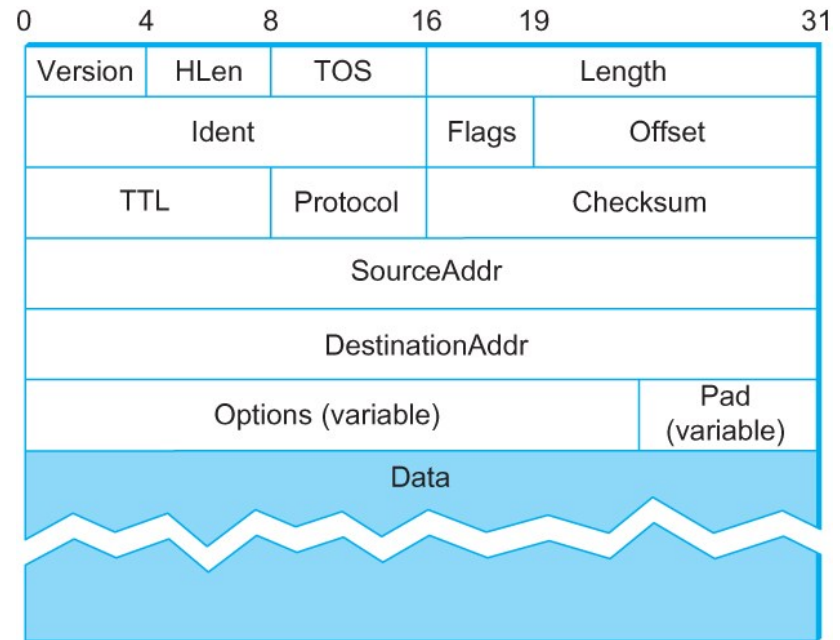 0 4 8 16 19 31
Version HLen TOS Length
Ident Flags Offset
TTL Protocol Checksum
SourceAddr
DestinationAddr
Options (variable) Pad
(variable)
Data